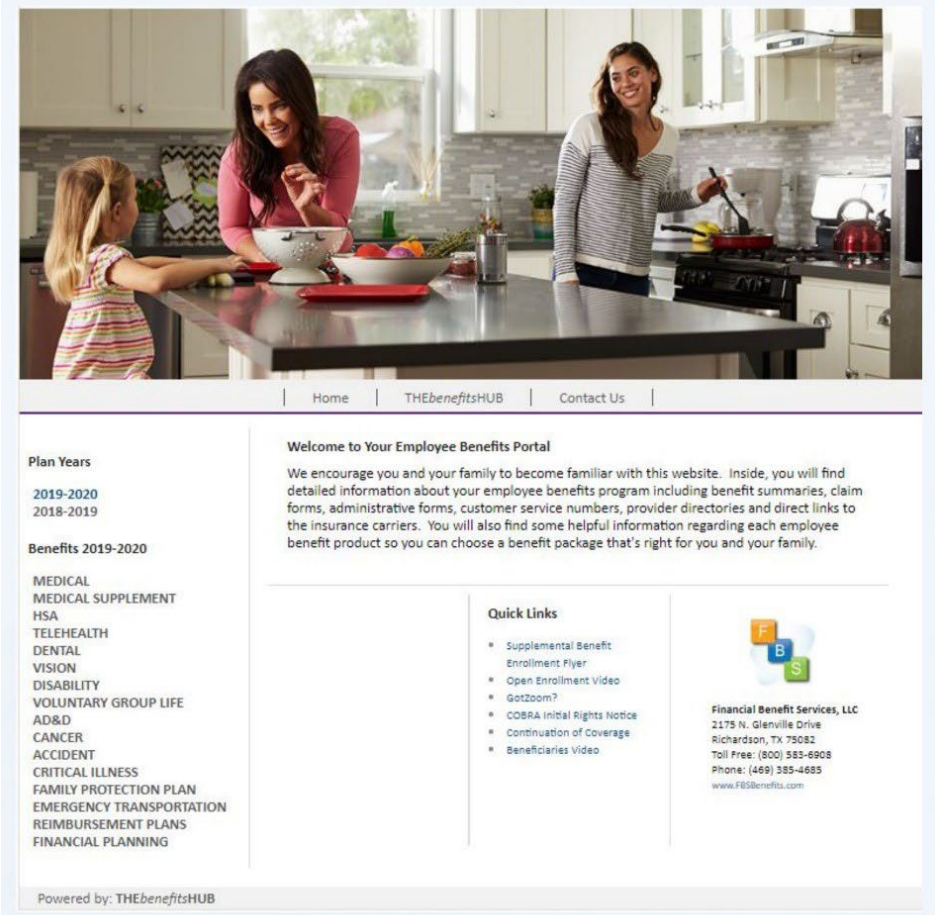 Home
THEbenefitsHUB
Contact Us
Plan Years
2019-2020
2018-2019
Benefits 2019-2020
MEDICAL
MEDICAL SUPPLEMENT
HSA
TELEHEALTH
DENTAL
VISION
DISABILITY
VOLUNTARY GROUP LIFE
AD&D
CANCER
ACCIDENT
CRITICAL ILLNESS
FAMILY PROTECTION PLAN
EMERGENCY TRANSPORTATION
REIMBURSEMENT PLANS
FINANCIAL PLANNING
Welcome to Your Employee Benefits Portal
We encourage you and your family to become familiar with this website. Inside, you will find
detailed information about your employee benefits program including benefit summaries, claim
forms, administrative forms, customer service numbers, provider directories and direct links to
the insurance carriers. You will also find some helpful information regarding each employee
benefit product so you can choose a benefit package that's right for you and your family.
Quick Links
Supplemental Benefit
Enrollment Flyer
Open Enrollment Video
GotZoom?
COBRA Initial Rights Notice
Continuation of Coverage
Beneficiaries Video
F
B
S
Financial Benefit Services, LLC
2175 N. Glenville Drive
Richardson, TX 75082
Toll Free: (800) 583-6908
Phone: (469) 385-4685
www.FBSBenefits.com
Powered by: THEbenefitsHUB